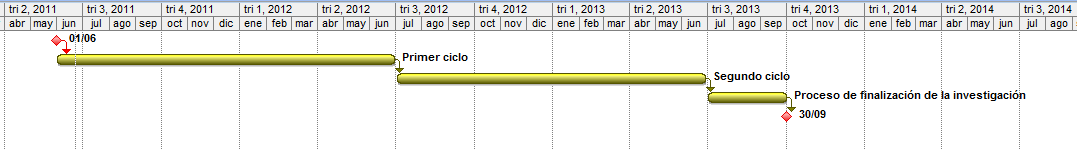 tri 2, 2011 tri 3, 2011 tri 4, 2011 tri 1, 2012 tri 2, 2012 tri 3, 2012 tri 4, 2012 tri 1, 2013 tri 2, 2013 tri 3, 2013 tri 4, 2013 tri 1, 2014 tri 2, 2014 tri 3, 2014
abr may jun jul ago sep oct nov dic ene feb mar abr may jun jul ago sep oct nov dic ene feb mar abr may jun jul ago sep oct nov dic ene feb mar abr may jun jul ago s
01/06
Primer ciclo
Segundo ciclo
Proceso de finalización de la investigación
30/09